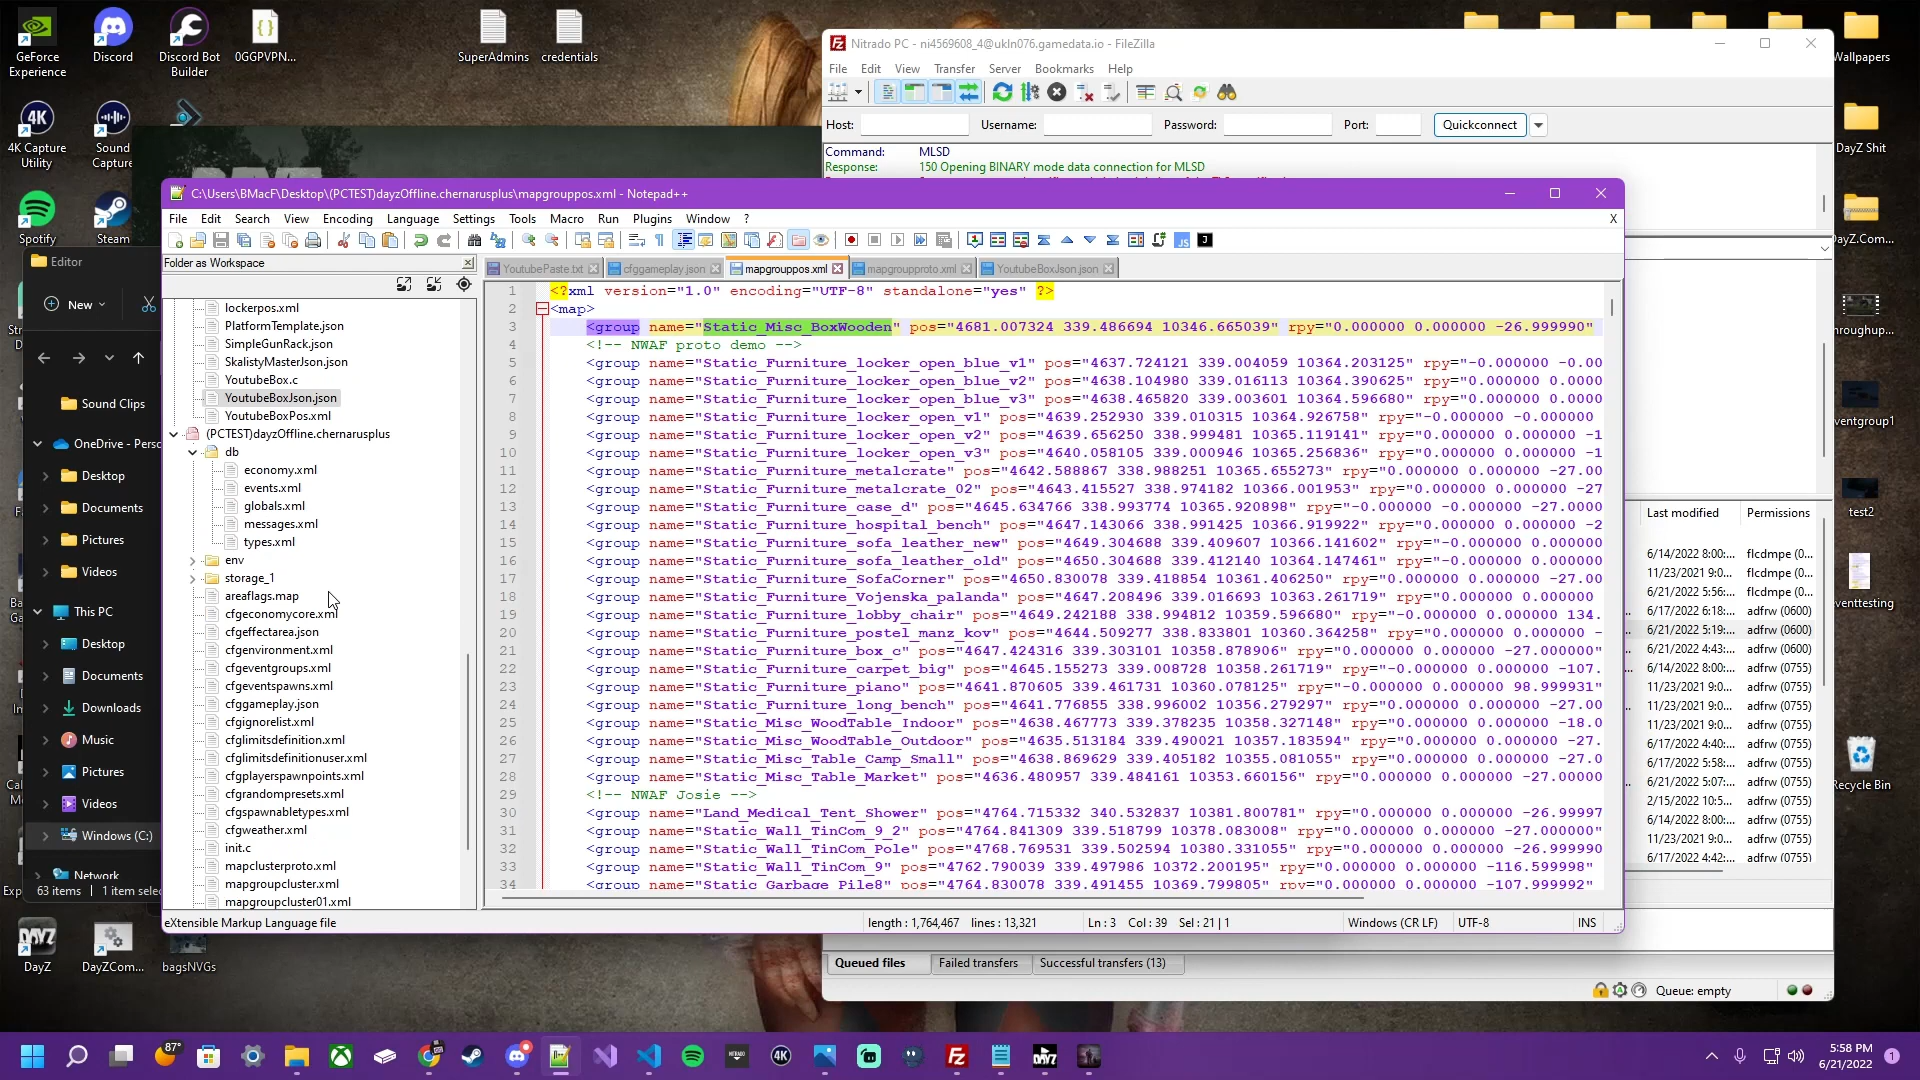 GeForce Experience
Discord
Discord Bot Builder
0GGPVPN...
SuperAdmins
credentials
4K Capture Utility
Sound Capture
Spotify
Steam
Wallpapers
DayZ Shit
DayZ.Com...
roughup...
ventgroup1
test2
venttesting
Recycle Bin
DayZ
DayZCom...
bagsNVGs
Nitrado PC - ni4569608_4@ukln076.gamedata.io - FileZilla
File Edit View Transfer Server Bookmarks Help
Host: Username: Password: Port: Quickconnect
Command: MLSD
Response: 150 Opening BINARY mode data connection for MLSD
C:\Users\BMacF\Desktop\(PCTEST)dayzOffline.chernarusplus\mapgrouppos.xml - Notepad++
File Edit Search View Encoding Language Settings Tools Macro Run Plugins Window ? X
Folder as Workspace
YoutubePaste.txt cfggameplay.json mapgrouppos.xml mapgroupproto.xml YoutubeBoxJson.json
Editor
New
Sound Clips
OneDrive - Perso
Desktop
Documents
Pictures
Videos
This PC
Desktop
Documents
Downloads
Music
Pictures
Videos
Windows (C:)
Network
63 items 1 item selec
lockerpos.xml
PlatformTemplate.json
SimpleGunRack.json
SkalistyMasterJson.json
YoutubeBox.c
YoutubeBoxJson.json
YoutubeBoxPos.xml
(PCTEST)dayzOffline.chernarusplus
db
economy.xml
events.xml
globals.xml
messages.xml
types.xml
env
storage_1
areaflags.map
cfgeconomycore.xml
cfgeffectarea.json
cfgenvironment.xml
cfgeventgroups.xml
cfgeventspawns.xml
cfggameplay.json
cfgignorelist.xml
cfglimitsdefinition.xml
cfglimitsdefinitionuser.xml
cfgplayerspawnpoints.xml
cfgrandompresets.xml
cfgspawnabletypes.xml
cfgweather.xml
init.c
mapclusterproto.xml
mapgroupcluster.xml
mapgroupcluster01.xml
1 <?xml version="1.0" encoding="UTF-8" standalone="yes" ?>
2 <map>
3 <group name="Static_Misc_BoxWooden" pos="4681.007324 339.486694 10346.665039" rpy="0.000000 0.000000 -26.999990"
4 <!-- NWAF proto demo -->
5 <group name="Static_Furniture_locker_open_blue_v1" pos="4637.724121 339.004059 10364.203125" rpy="-0.000000 -0.00
6 <group name="Static_Furniture_locker_open_blue_v2" pos="4638.104980 339.016113 10364.390625" rpy="0.000000 0.0000
7 <group name="Static_Furniture_locker_open_blue_v3" pos="4638.465820 339.003601 10364.596680" rpy="0.000000 0.0000
8 <group name="Static_Furniture_locker_open_v1" pos="4639.252930 339.010315 10364.926758" rpy="-0.000000 -0.000000
9 <group name="Static_Furniture_locker_open_v2" pos="4639.656250 338.999481 10365.119141" rpy="0.000000 0.000000 -1
10 <group name="Static_Furniture_locker_open_v3" pos="4640.058105 339.000946 10365.256836" rpy="0.000000 0.000000 -1
11 <group name="Static_Furniture_metalcrate" pos="4642.588867 338.988251 10365.655273" rpy="0.000000 0.000000 -27.00
12 <group name="Static_Furniture_metalcrate_02" pos="4643.415527 338.974182 10366.001953" rpy="0.000000 0.000000 -27
13 <group name="Static_Furniture_case_d" pos="4645.634766 338.993774 10365.920898" rpy="-0.000000 -0.000000 -27.0000
14 <group name="Static_Furniture_hospital_bench" pos="4647.143066 338.991425 10366.919922" rpy="0.000000 0.000000 -2
15 <group name="Static_Furniture_sofa_leather_new" pos="4649.304688 339.409607 10366.141602" rpy="-0.000000 0.000000
16 <group name="Static_Furniture_sofa_leather_old" pos="4650.304688 339.412140 10364.147461" rpy="0.000000 0.000000
17 <group name="Static_Furniture_SofaCorner" pos="4650.830078 339.418854 10361.406250" rpy="0.000000 0.000000 -27.00
18 <group name="Static_Furniture_Vojenska_palanda" pos="4647.208496 339.016693 10363.261719" rpy="0.000000 0.000000
19 <group name="Static_Furniture_lobby_chair" pos="4649.242188 338.994812 10359.596680" rpy="-0.000000 0.000000 134.
20 <group name="Static_Furniture_postel_manz_kov" pos="4644.509277 338.833801 10360.364258" rpy="0.000000 0.000000 -
21 <group name="Static_Furniture_box_c" pos="4647.424316 339.303101 10358.878906" rpy="0.000000 0.000000 -27.000000"
22 <group name="Static_Furniture_carpet_big" pos="4645.155273 339.008728 10358.261719" rpy="-0.000000 0.000000 -107.
23 <group name="Static_Furniture_piano" pos="4641.870605 339.461731 10360.078125" rpy="-0.000000 0.000000 98.999931"
24 <group name="Static_Furniture_long_bench" pos="4641.776855 338.996002 10356.279297" rpy="0.000000 0.000000 -27.00
25 <group name="Static_Misc_WoodTable_Indoor" pos="4638.467773 339.378235 10358.327148" rpy="0.000000 0.000000 -18.0
26 <group name="Static_Misc_WoodTable_Outdoor" pos="4635.513184 339.490021 10357.183594" rpy="0.000000 0.000000 -27.
27 <group name="Static_Misc_Table_Camp_Small" pos="4638.869629 339.405182 10355.081055" rpy="0.000000 0.000000 -27.0
28 <group name="Static_Misc_Table_Market" pos="4636.480957 339.484161 10353.660156" rpy="0.000000 0.000000 -27.00000
29 <!-- NWAF Josie -->
30 <group name="Land_Medical_Tent_Shower" pos="4764.715332 340.532837 10381.800781" rpy="0.000000 0.000000 -26.99997
31 <group name="Static_Wall_TinCom_9_2" pos="4764.841309 339.518799 10378.083008" rpy="0.000000 0.000000 -27.000000"
32 <group name="Static_Wall_TinCom_Pole" pos="4768.769531 339.502594 10380.331055" rpy="0.000000 0.000000 -26.999990
33 <group name="Static_Wall_TinCom_9" pos="4762.790039 339.497986 10372.200195" rpy="0.000000 0.000000 -116.599998"
34 <group name="Static_Garbage_Pile8" pos="4764.830078 339.491455 10369.799805" rpy="0.000000 0.000000 -107.999992"
eXtensible Markup Language file length : 1,764,467 lines : 13,321 Ln : 3 Col : 39 Sel : 21 | 1 Windows (CR LF) UTF-8 INS
Last modified Permissions
6/14/2022 8:00:... flcdmpe (0...
11/23/2021 9:0... flcdmpe (0...
6/21/2022 5:56:... flcdmpe (0...
6/17/2022 6:18:... adfrw (0600)
6/21/2022 5:19:... adfrw (0600)
6/21/2022 4:43:... adfrw (0600)
6/14/2022 8:00:... adfrw (0755)
11/23/2021 9:0... adfrw (0755)
11/23/2021 9:0... adfrw (0755)
11/23/2021 9:0... adfrw (0755)
6/17/2022 4:40:... adfrw (0755)
6/17/2022 5:58:... adfrw (0755)
6/21/2022 5:07:... adfrw (0755)
2/15/2022 10:5... adfrw (0755)
6/14/2022 8:00:... adfrw (0755)
11/23/2021 9:0... adfrw (0755)
6/17/2022 4:42:... adfrw (0755)
Queued files Failed transfers Successful transfers (13)
Queue: empty
87°
5:58 PM
6/21/2022
1